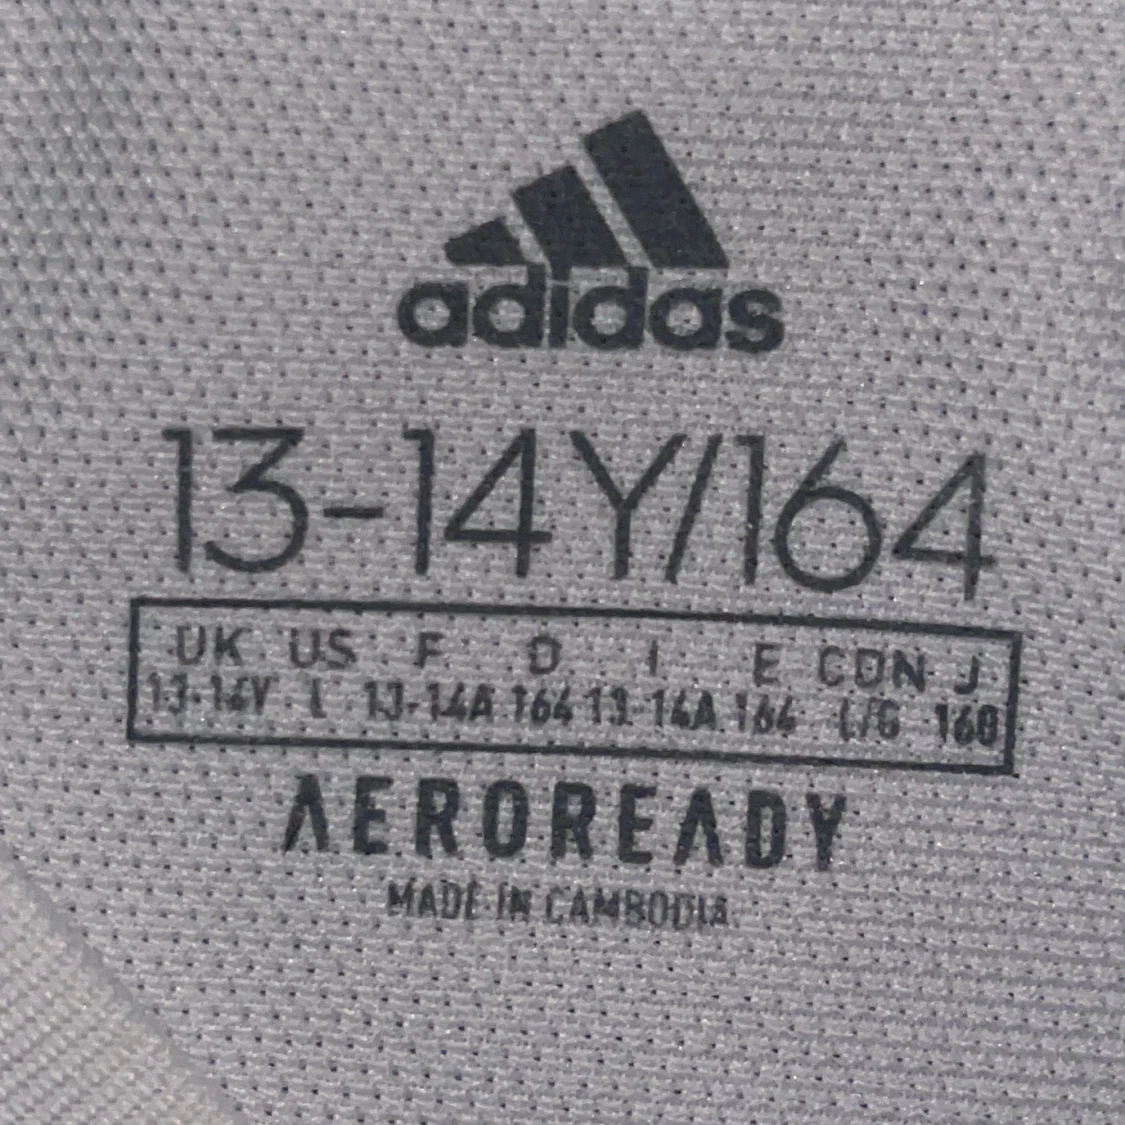 adidas
13-14Y/164
UK US F D I E CDN J
13-14Y L 13-14A 164 13-14A 164 L/G 160
AEROREADY
MADE IN CAMBODIA